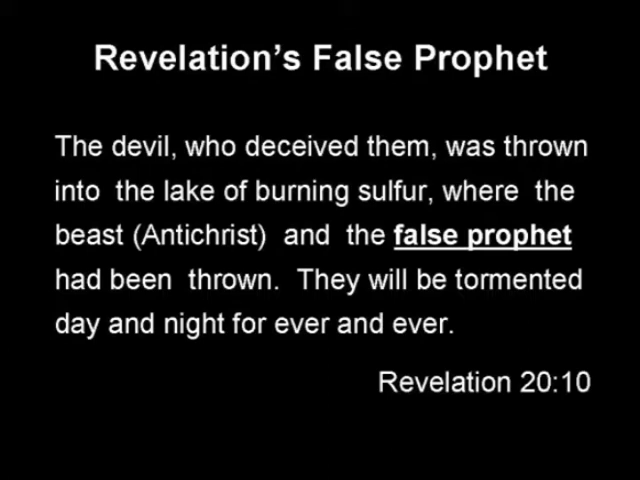 Revelation's False Prophet
The devil, who deceived them, was thrown
into the lake of burning sulfur, where the
beast (Antichrist) and the false prophet
had been thrown. They will be tormented
day and night for ever and ever.
Revelation 20:10